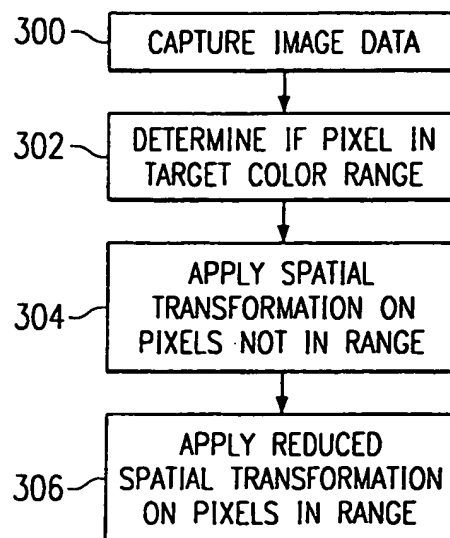 300
CAPTURE IMAGE DATA
302
DETERMINE IF PIXEL IN
TARGET COLOR RANGE
304
APPLY SPATIAL
TRANSFORMATION ON
PIXELS NOT IN RANGE
306
APPLY REDUCED
SPATIAL TRANSFORMATION
ON PIXELS IN RANGE